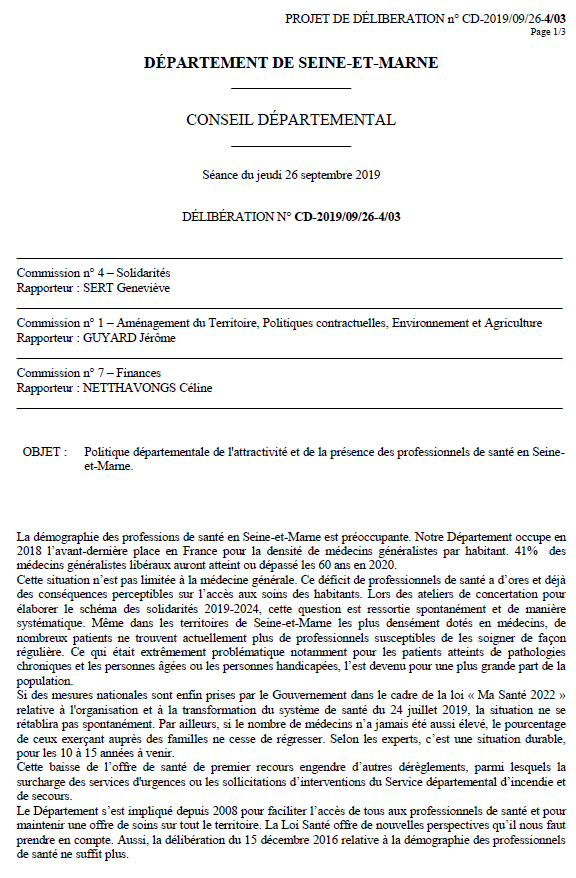 PROJET DE DÉLIBERATION n° CD-2019/09/26-4/03
Page 1/3
DÉPARTEMENT DE SEINE-ET-MARNE
CONSEIL DÉPARTEMENTAL
Séance du jeudi 26 septembre 2019
DÉLIBÉRATION N° CD-2019/09/26-4/03
Commission n° 4 – Solidarités
Rapporteur : SERT Geneviève
Commission n° 1 – Aménagement du Territoire, Politiques contractuelles, Environnement et Agriculture
Rapporteur : GUYARD Jérôme
Commission n° 7 – Finances
Rapporteur : NETTHAVONGS Céline
OBJET : Politique départementale de l'attractivité et de la présence des professionnels de santé en Seine-
et-Marne.
La démographie des professions de santé en Seine-et-Marne est préoccupante. Notre Département occupe en
2018 l’avant-dernière place en France pour la densité de médecins généralistes par habitant. 41% des
médecins généralistes libéraux auront atteint ou dépassé les 60 ans en 2020.
Cette situation n’est pas limitée à la médecine générale. Ce déficit de professionnels de santé a d’ores et déjà
des conséquences perceptibles sur l’accès aux soins des habitants. Lors des ateliers de concertation pour
élaborer le schéma des solidarités 2019-2024, cette question est ressortie spontanément et de manière
systématique. Même dans les territoires de Seine-et-Marne les plus densément dotés en médecins, de
nombreux patients ne trouvent actuellement plus de professionnels susceptibles de les soigner de façon
régulière. Ce qui était extrêmement problématique notamment pour les patients atteints de pathologies
chroniques et les personnes âgées ou les personnes handicapées, l’est devenu pour une plus grande part de la
population.
Si des mesures nationales sont enfin prises par le Gouvernement dans le cadre de la loi « Ma Santé 2022 »
relative à l'organisation et à la transformation du système de santé du 24 juillet 2019, la situation ne se
rétablira pas spontanément. Par ailleurs, si le nombre de médecins n’a jamais été aussi élevé, le pourcentage
de ceux exerçant auprès des familles ne cesse de régresser. Selon les experts, c’est une situation durable,
pour les 10 à 15 années à venir.
Cette baisse de l’offre de santé de premier recours engendre d’autres dérèglements, parmi lesquels la
surcharge des services d'urgences ou les sollicitations d’interventions du Service départemental d’incendie et
de secours.
Le Département s’est impliqué depuis 2008 pour faciliter l’accès de tous aux professionnels de santé et pour
maintenir une offre de soins sur tout le territoire. La Loi Santé offre de nouvelles perspectives qu’il nous faut
prendre en compte. Aussi, la délibération du 15 décembre 2016 relative à la démographie des professionnels
de santé ne suffit plus.